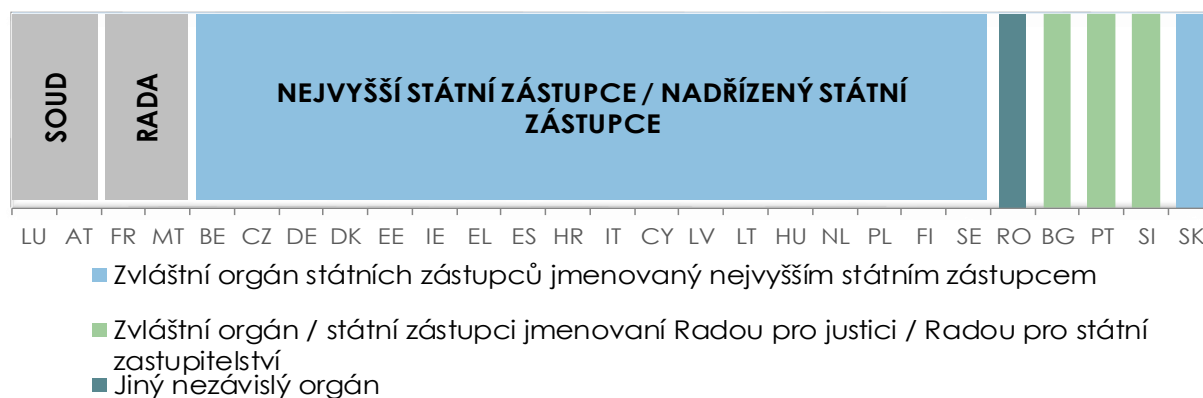 SOUD
RADA
NEJVYŠŠÍ STÁTNÍ ZÁSTUPCE / NADŘÍZENÝ STÁTNÍ
ZÁSTUPCE
LU AT FR MT BE CZ DE DK EE IE EL ES HR IT CY LV LT HU NL PL FI SE RO BG PT SI SK
Zvláštní orgán státních zástupců jmenovaný nejvyšším státním zástupcem
Zvláštní orgán / státní zástupci jmenovaní Radou pro justici / Radou pro státní
zastupitelství
Jiný nezávislý orgán